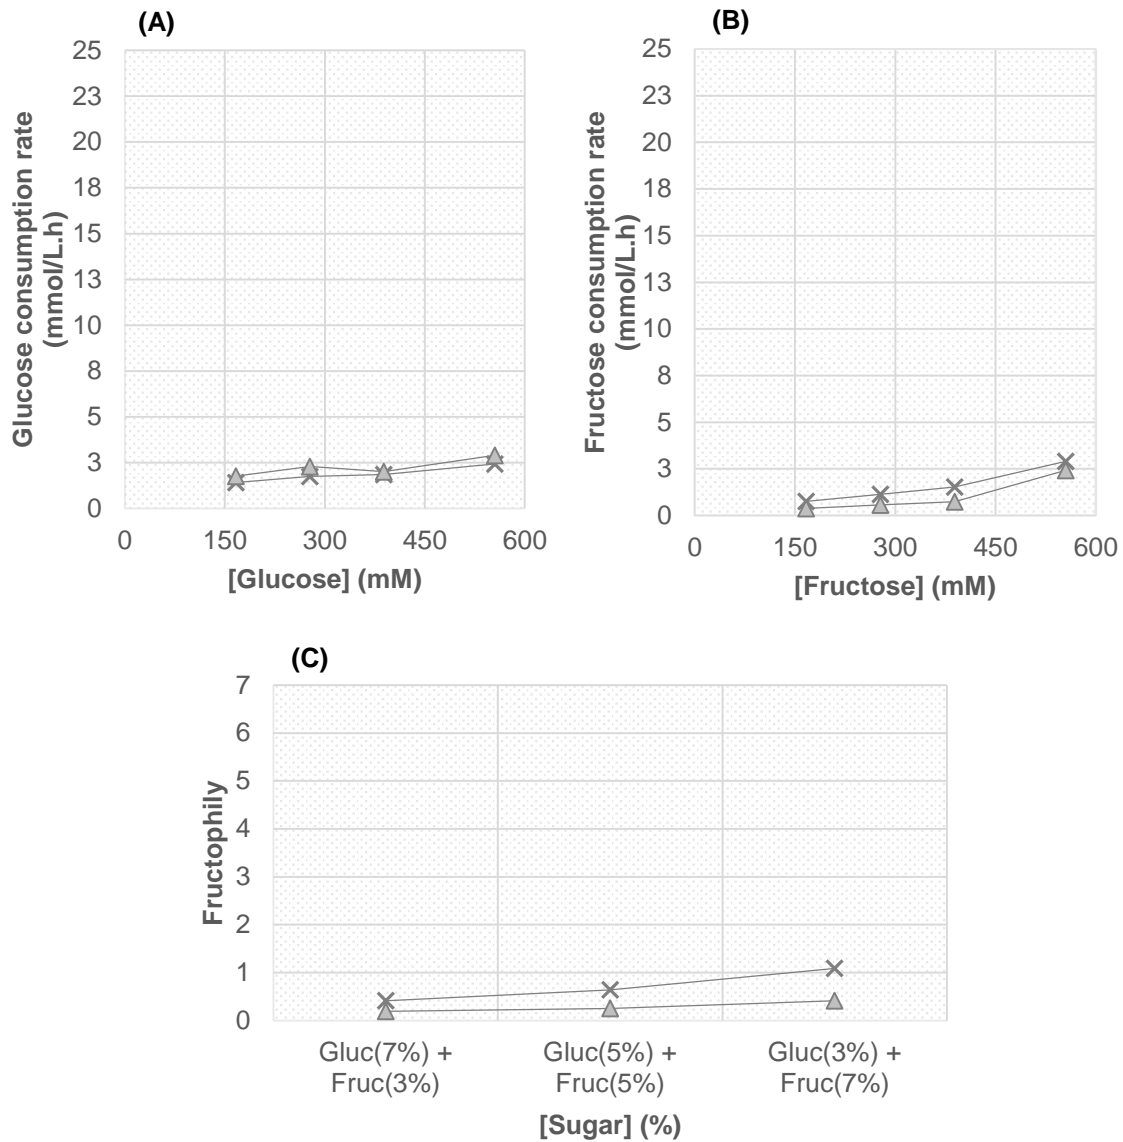 (A)
25
23
20
18
15
13
10
8
5
3
0
Glucose consumption rate
(mmol/L.h)
0 150 300 450 600
[Glucose] (mM)
(B)
25
23
20
18
15
13
10
8
5
3
0
Fructose consumption rate
(mmol/L.h)
0 150 300 450 600
[Fructose] (mM)
(C)
7
6
5
4
3
2
1
0
Fructophily
Gluc(7%) +
Fruc(3%)
Gluc(5%) +
Fruc(5%)
Gluc(3%) +
Fruc(7%)
[Sugar] (%)